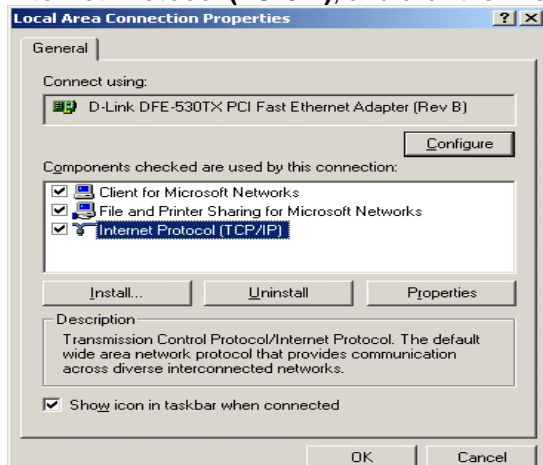 Local Area Connection Properties
General
Connect using:
D-Link DFE-530TX PCI Fast Ethernet Adapter (Rev B)
Configure
Components checked are used by this connection:
Client for Microsoft Networks
File and Printer Sharing for Microsoft Networks
Internet Protocol (TCP/IP)
Install... Uninstall Properties
Description
Transmission Control Protocol/Internet Protocol. The default
wide area network protocol that provides communication
across diverse interconnected networks.
Show icon in taskbar when connected
OK Cancel